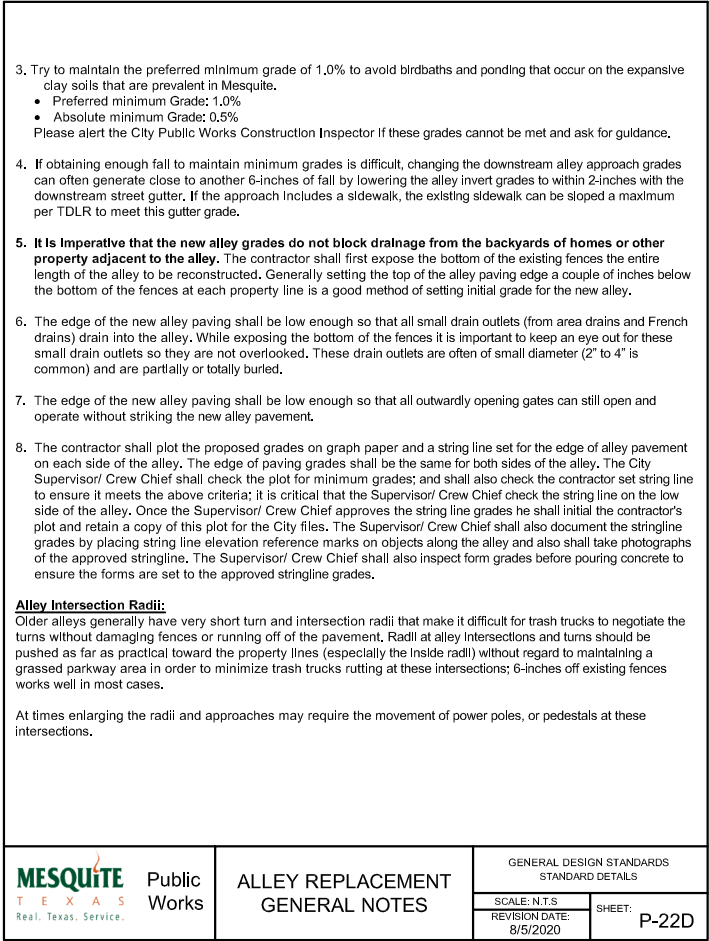 3. Try to maintain the preferred minimum grade of 1.0% to avoid birdbaths and ponding that occur on the expansive
clay soils that are prevalent in Mesquite.
• Preferred minimum Grade: 1.0%
• Absolute minimum Grade: 0.5%
Please alert the City Public Works Construction Inspector if these grades cannot be met and ask for guidance.
4. If obtaining enough fall to maintain minimum grades is difficult, changing the downstream alley approach grades
can often generate close to another 6-inches of fall by lowering the alley invert grades to within 2-inches with the
downstream street gutter. If the approach includes a sidewalk, the existing sidewalk can be sloped a maximum
per TDLR to meet this gutter grade.
5. It is imperative that the new alley grades do not block drainage from the backyards of homes or other
property adjacent to the alley. The contractor shall first expose the bottom of the existing fences the entire
length of the alley to be reconstructed. Generally setting the top of the alley paving edge a couple of inches below
the bottom of the fences at each property line is a good method of setting initial grade for the new alley.
6. The edge of the new alley paving shall be low enough so that all small drain outlets (from area drains and French
drains) drain into the alley. While exposing the bottom of the fences it is important to keep an eye out for these
small drain outlets so they are not overlooked. These drain outlets are often of small diameter (2" to 4" is
common) and are partially or totally buried.
7. The edge of the new alley paving shall be low enough so that all outwardly opening gates can still open and
operate without striking the new alley pavement.
8. The contractor shall plot the proposed grades on graph paper and a string line set for the edge of alley pavement
on each side of the alley. The edge of paving grades shall be the same for both sides of the alley. The City
Supervisor/ Crew Chief shall check the plot for minimum grades; and shall also check the contractor set string line
to ensure it meets the above criteria; it is critical that the Supervisor/ Crew Chief check the string line on the low
side of the alley. Once the Supervisor/ Crew Chief approves the string line grades he shall initial the contractor's
plot and retain a copy of this plot for the City files. The Supervisor/ Crew Chief shall also document the stringline
grades by placing string line elevation reference marks on objects along the alley and also shall take photographs
of the approved stringline. The Supervisor/ Crew Chief shall also inspect form grades before pouring concrete to
ensure the forms are set to the approved stringline grades.
Alley Intersection Radii:
Older alleys generally have very short turn and intersection radii that make it difficult for trash trucks to negotiate the
turns without damaging fences or running off of the pavement. Radii at alley intersections and turns should be
pushed as far as practical toward the property lines (especially the inside radii) without regard to maintaining a
grassed parkway area in order to minimize trash trucks rutting at these intersections; 6-inches off existing fences
works well in most cases.
At times enlarging the radii and approaches may require the movement of power poles, or pedestals at these
intersections.
MESQUITE
TEXAS
Real. Texas. Service.
Public
Works
ALLEY REPLACEMENT
GENERAL NOTES
GENERAL DESIGN STANDARDS
STANDARD DETAILS
SCALE: N.T.S
REVISION DATE:
8/5/2020
SHEET:
P-22D